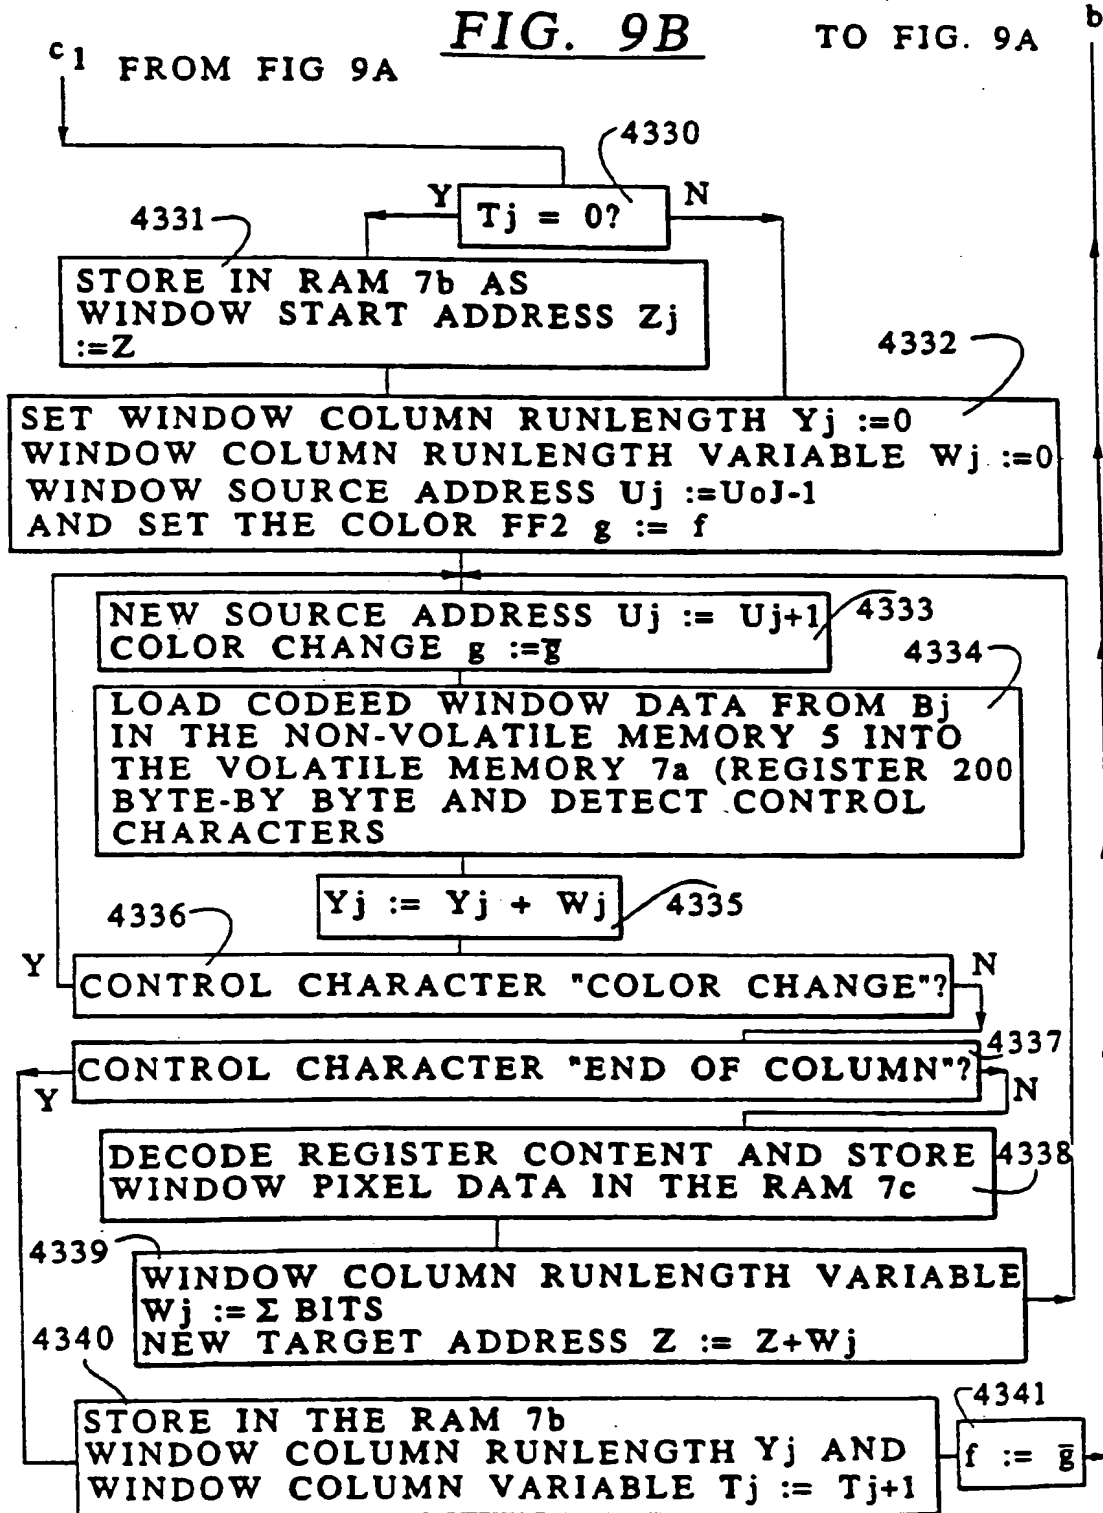 FIG. 9B
TO FIG. 9A
b
c1 FROM FIG 9A
4330
Y
Tj = 0?
N
4331
STORE IN RAM 7b AS
WINDOW START ADDRESS Zj
:=Z
4332
SET WINDOW COLUMN RUNLENGTH Yj :=0
WINDOW COLUMN RUNLENGTH VARIABLE Wj :=0
WINDOW SOURCE ADDRESS Uj :=UoJ-1
AND SET THE COLOR FF2 g := f
NEW SOURCE ADDRESS Uj := Uj+1
COLOR CHANGE g :=g̅
4333
4334
LOAD CODEED WINDOW DATA FROM Bj
IN THE NON-VOLATILE MEMORY 5 INTO
THE VOLATILE MEMORY 7a (REGISTER 200
BYTE-BY BYTE AND DETECT CONTROL
CHARACTERS
Yj := Yj + Wj
4335
4336
Y
CONTROL CHARACTER "COLOR CHANGE"?
N
4337
CONTROL CHARACTER "END OF COLUMN"?
Y
N
DECODE REGISTER CONTENT AND STORE
WINDOW PIXEL DATA IN THE RAM 7c
4338
4339
WINDOW COLUMN RUNLENGTH VARIABLE
Wj := Σ BITS
NEW TARGET ADDRESS Z := Z+Wj
4340
STORE IN THE RAM 7b
WINDOW COLUMN RUNLENGTH Yj AND
WINDOW COLUMN VARIABLE Tj := Tj+1
4341
f := g̅